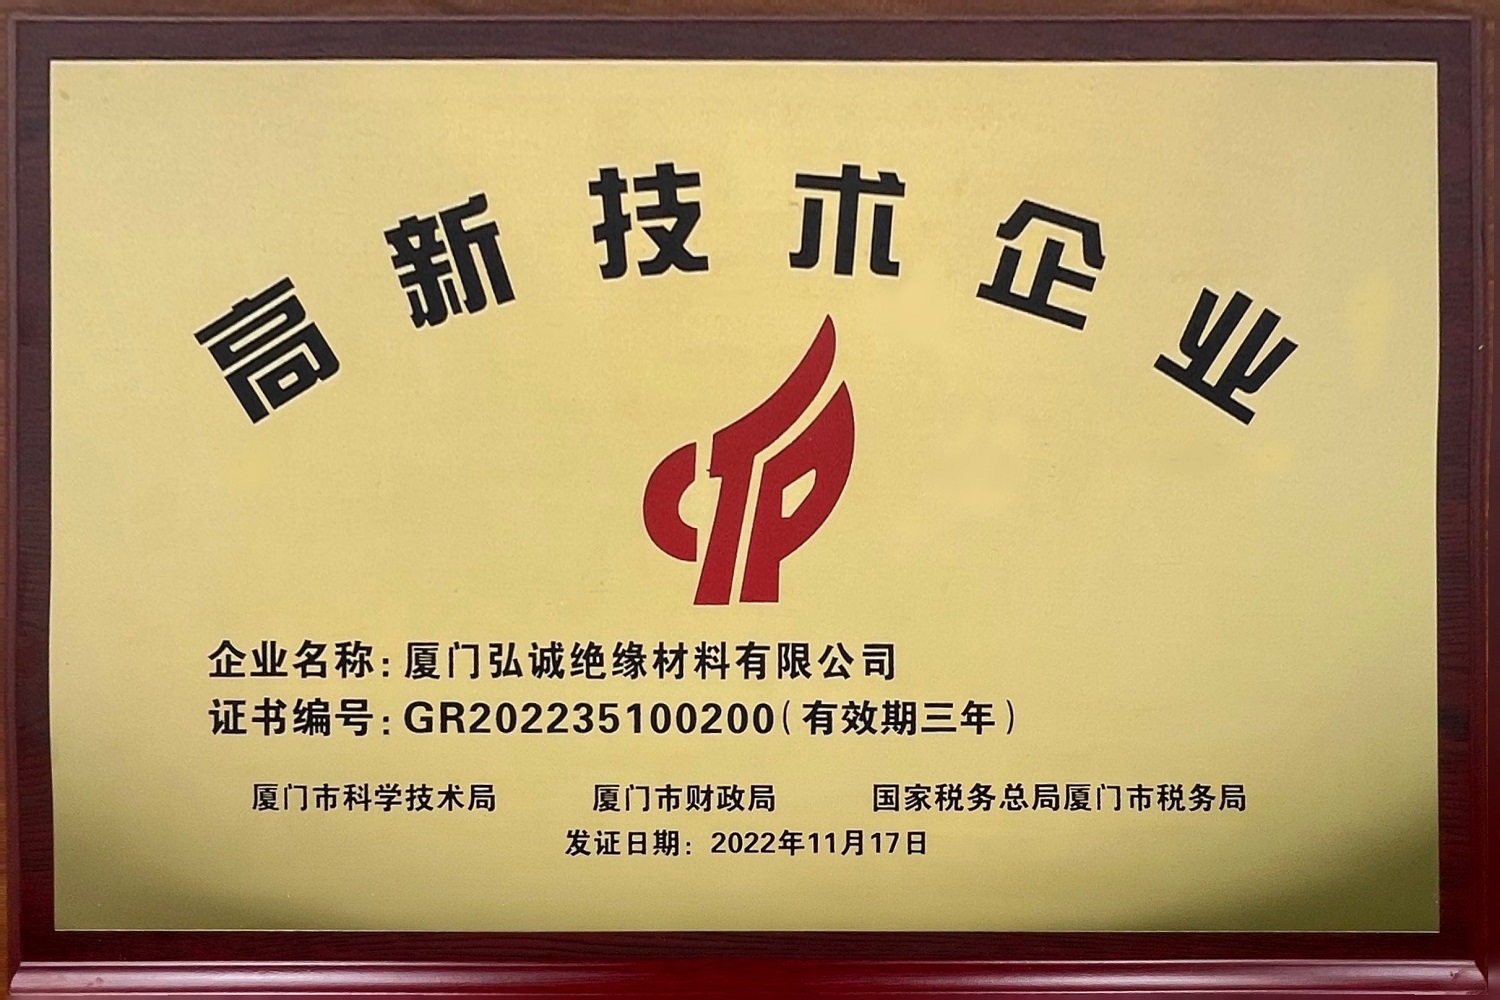 高新技术企业
CTP
企业名称：厦门弘诚绝缘材料有限公司
证书编号：GR202235100200（有效期三年）
厦门市科学技术局 厦门市财政局 国家税务总局厦门市税务局
发证日期：2022年11月17日